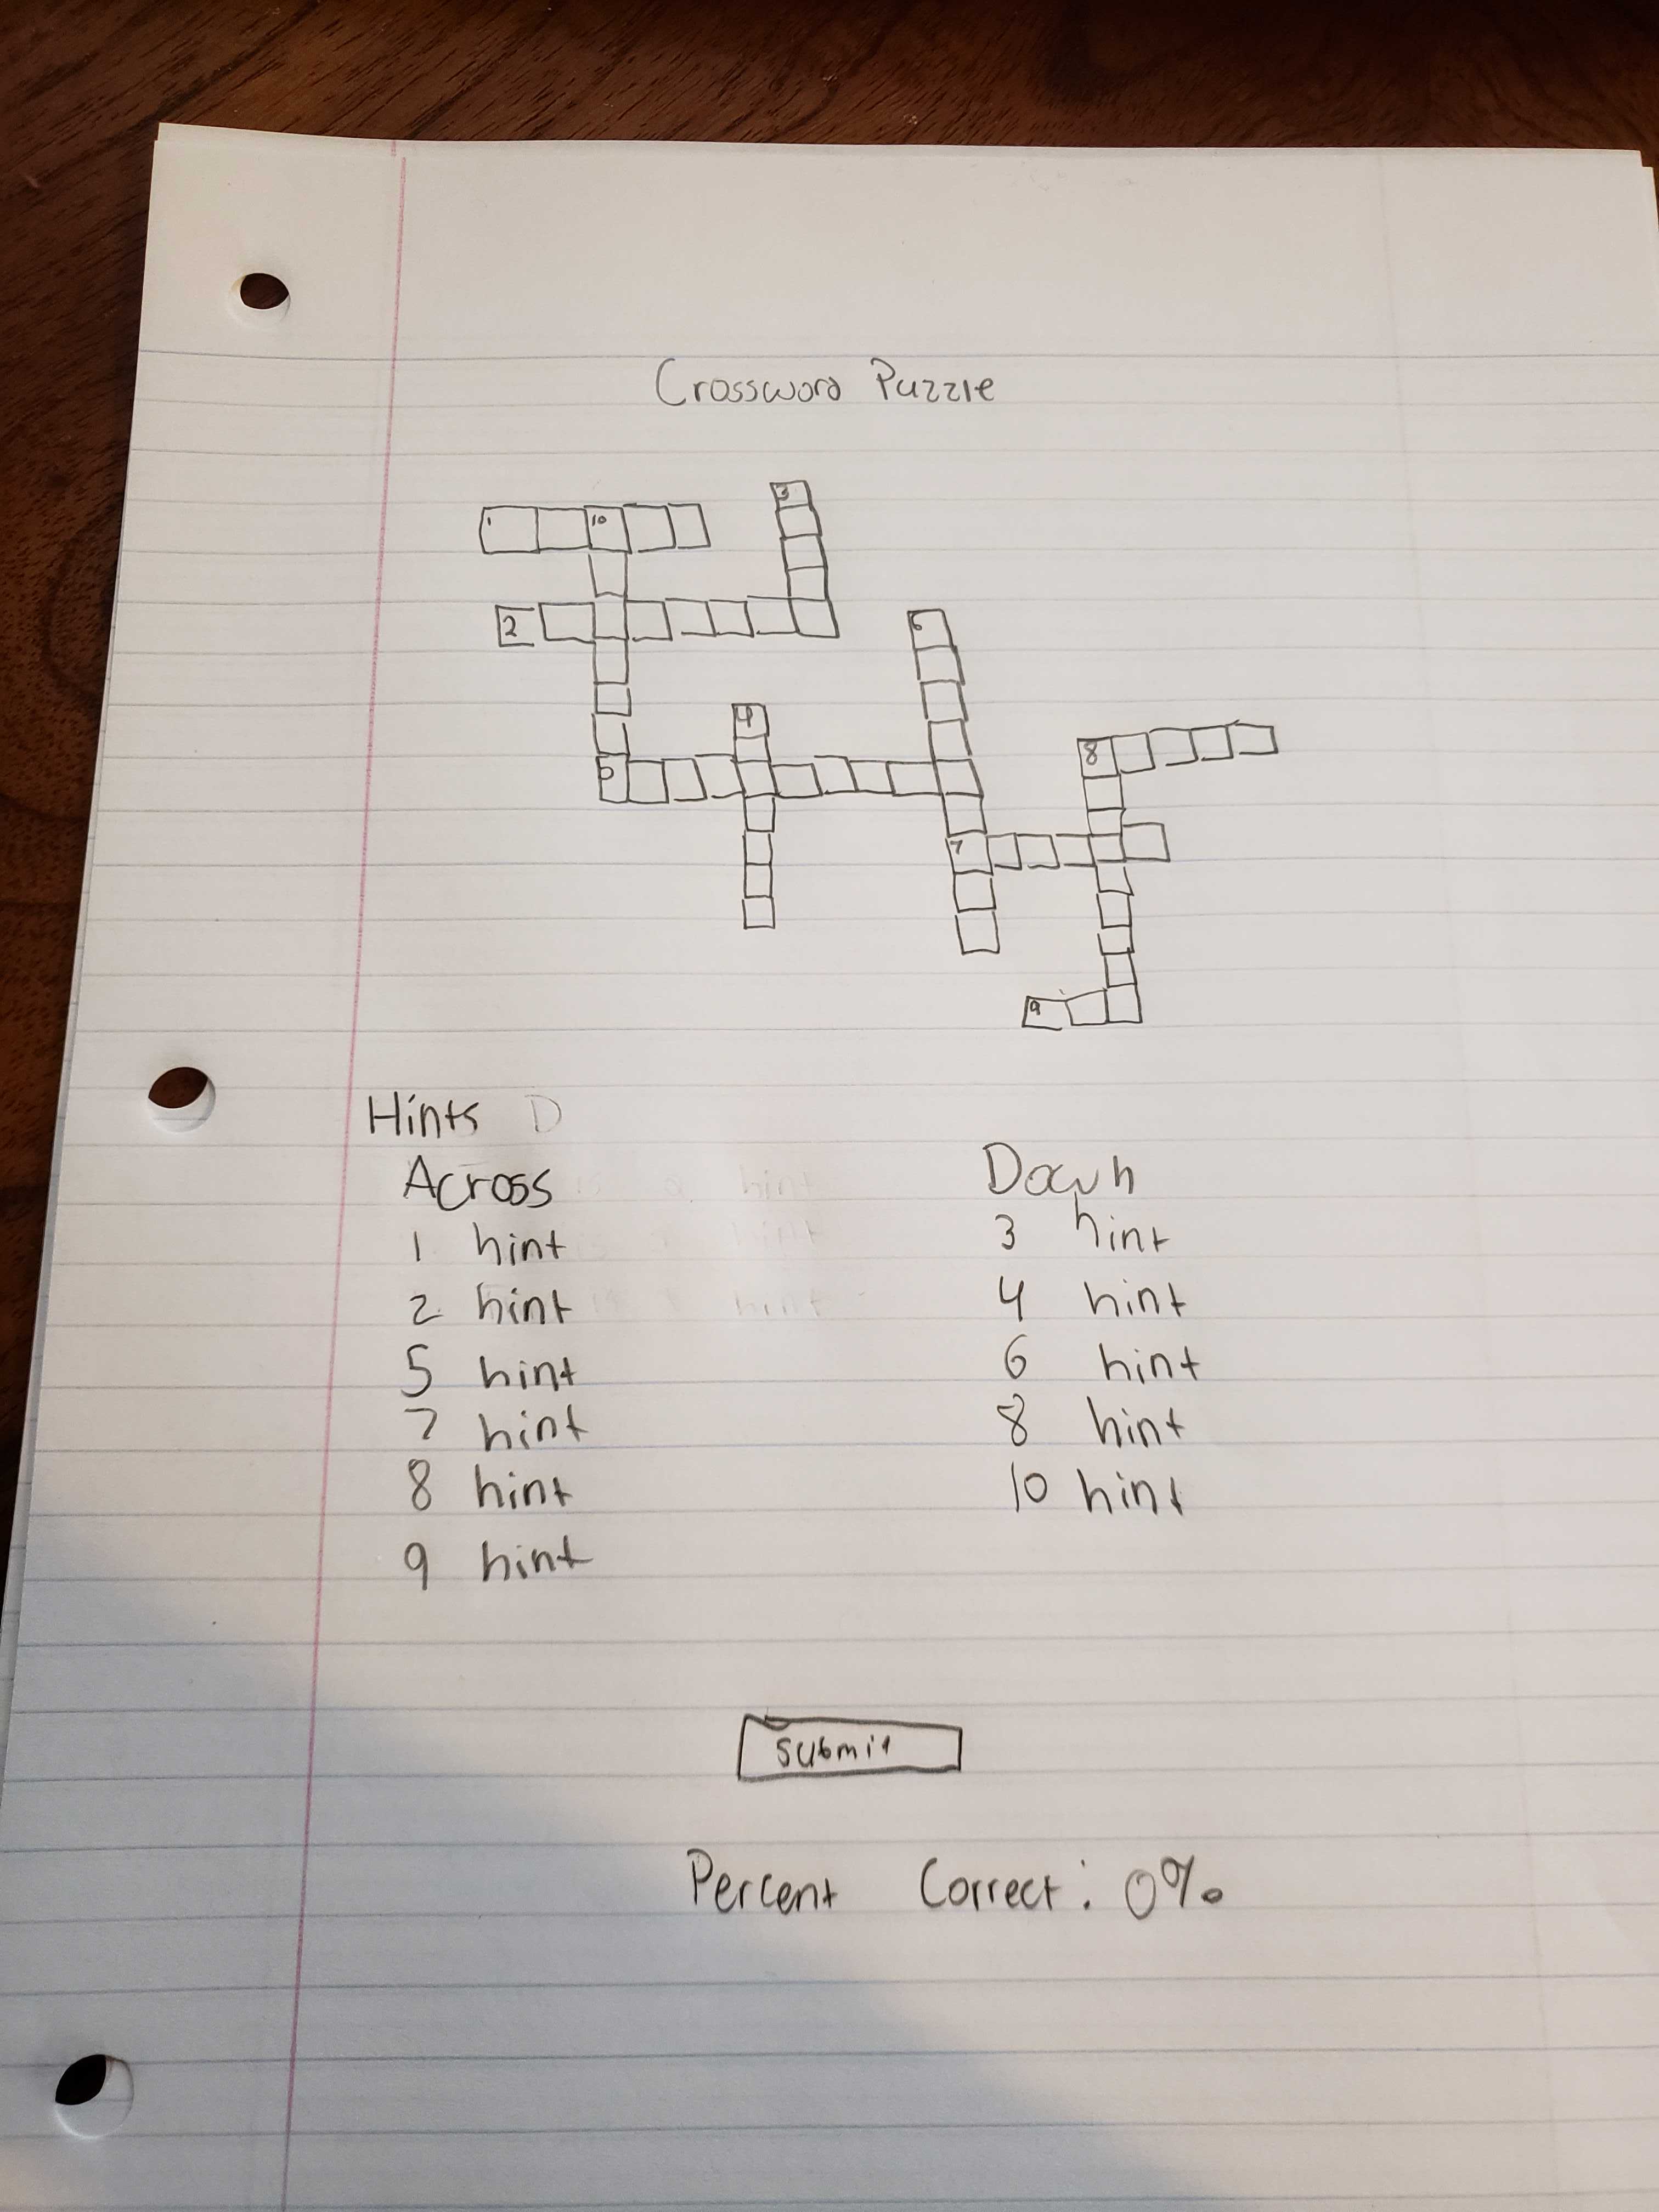 Crossword Puzzle
3
1 10
2
6
4
8
5
7
9
Hints D
Across
1 hint
2 hint
5 hint
7 hint
8 hint
9 hint
Down
3 hint
4 hint
6 hint
8 hint
10 hint
Submit
Percent Correct: 0%